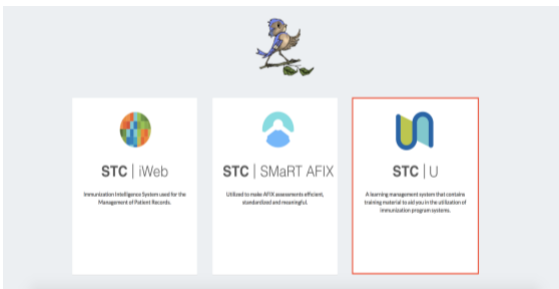 STC | iWeb
Immunization Intelligence System used for the
Management of Patient Records.
STC | SMaRT AFIX
Utilized to make AFIX assessments efficient,
standardized and meaningful.
STC | U
A learning management system that contains
training material to aid you in the utilization of
immunization program systems.